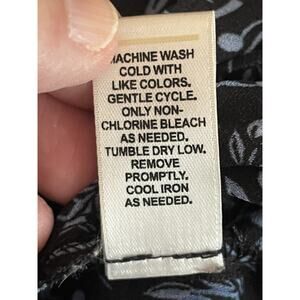 MACHINE WASH
COLD WITH
LIKE COLORS.
GENTLE CYCLE.
ONLY NON-
CHLORINE BLEACH
AS NEEDED.
TUMBLE DRY LOW.
REMOVE
PROMPTLY.
COOL IRON
AS NEEDED.